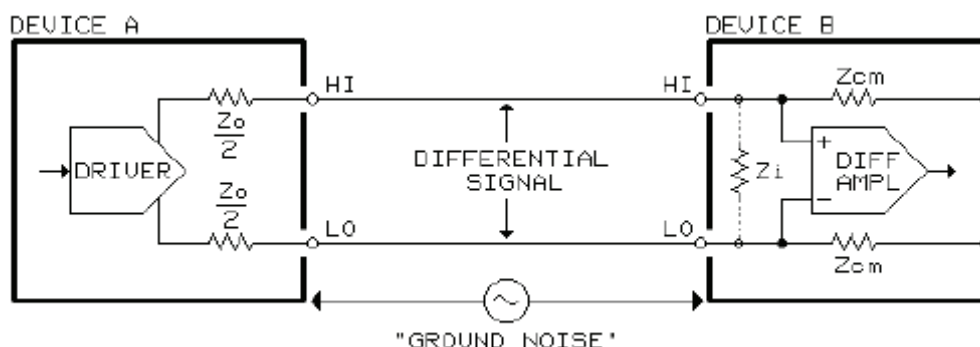 DEVICE A
DEVICE B
HI
HI
Zcm
Zo
2
DRIVER
DIFFERENTIAL
SIGNAL
Zi
+
DIFF
AMPL
−
Zo
2
LO
LO
Zcm
"GROUND NOISE"